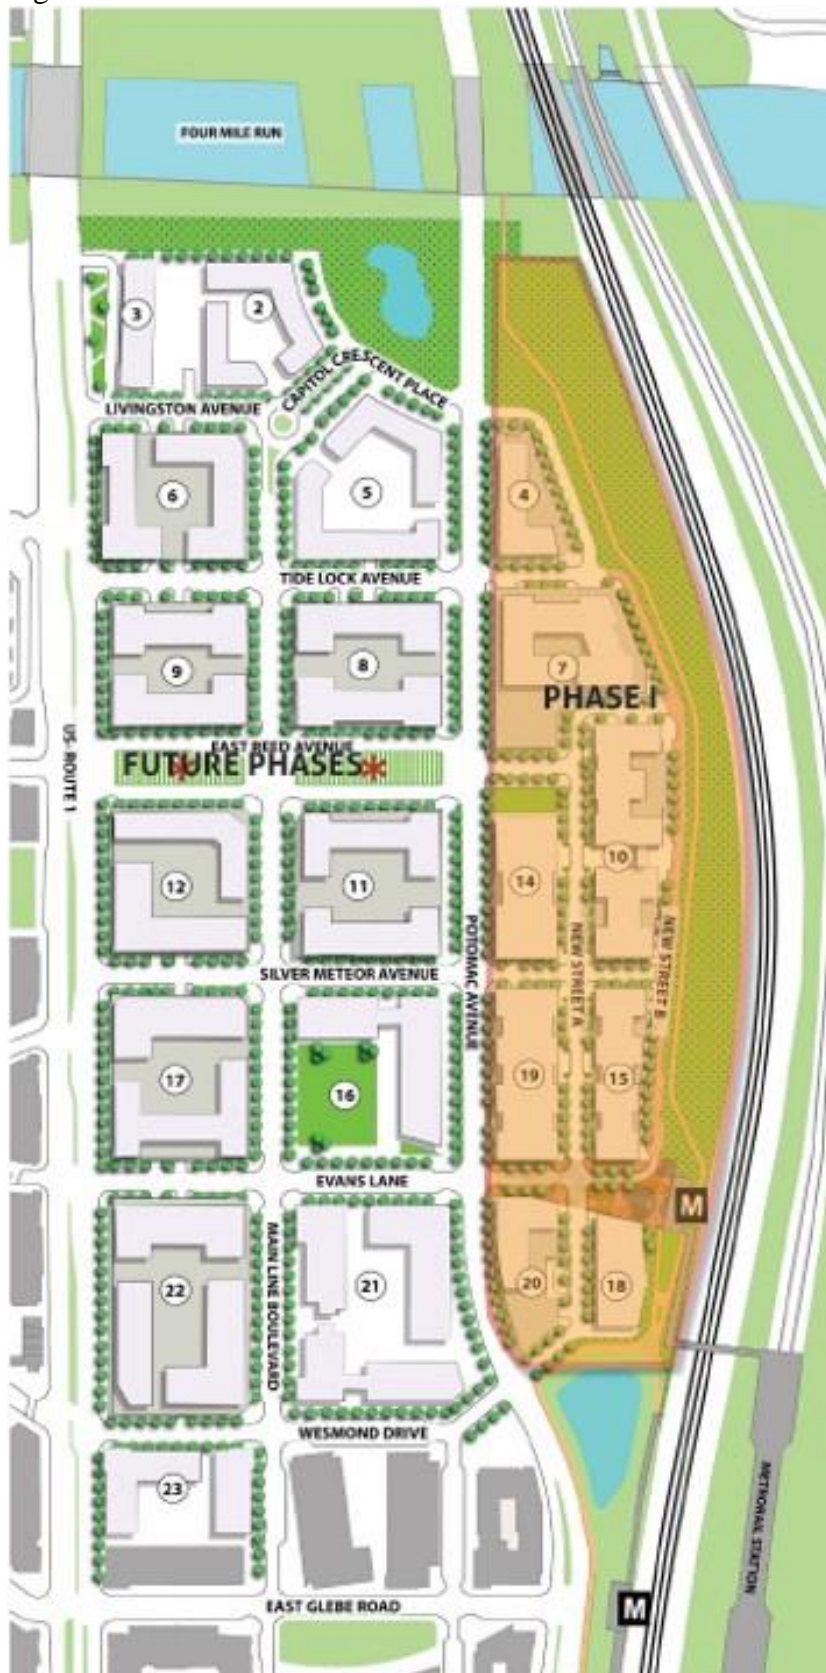 FOUR MILE RUN
3
2
CAPITOL CRESCENT PLACE
LIVINGSTON AVENUE
6
5
4
TIDE LOCK AVENUE
9
8
7
PHASE I
US- ROUTE 1
EAST REED AVENUE
FUTURE PHASES
12
11
14
10
POTOMAC AVENUE
NEW STREET A
NEW STREET B
SILVER METEOR AVENUE
17
16
19
15
EVANS LANE
M
MAIN LINE BOULEVARD
22
21
20
18
WESMOND DRIVE
23
METRORAIL STATION
EAST GLEBE ROAD
M